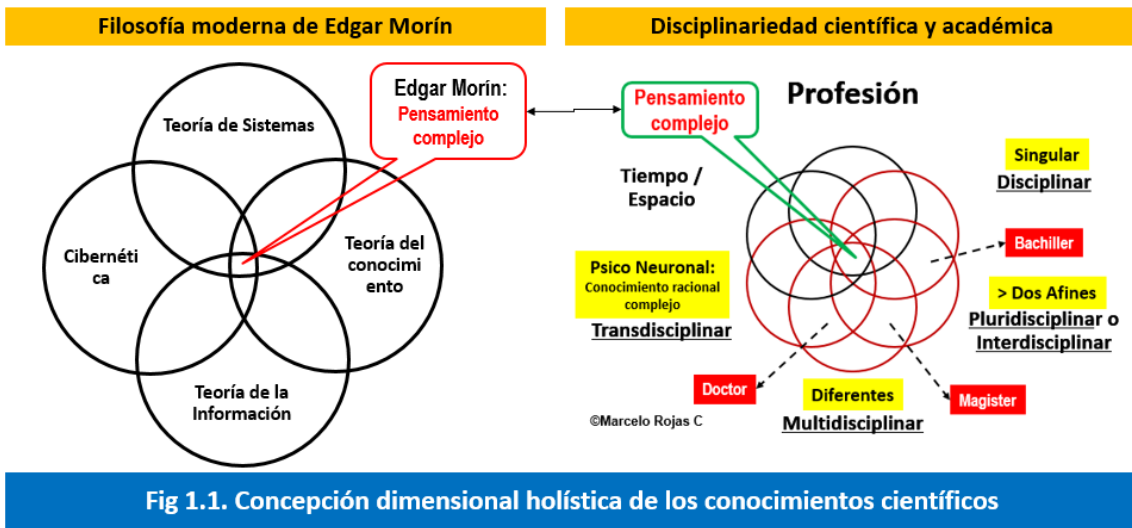 Filosofía moderna de Edgar Morín
Teoría de Sistemas
Edgar Morín:
Pensamiento
complejo
Cibernéti
ca
Teoría del
conocimi
ento
Teoría de la
Información
Disciplinariedad científica y académica
Pensamiento
complejo
Profesión
Tiempo /
Espacio
Singular
Disciplinar
Bachiller
Psico Neuronal:
Conocimiento racional
complejo
Transdisciplinar
> Dos Afines
Pluridisciplinar o
Interdisciplinar
Doctor
Diferentes
Multidisciplinar
Magister
©Marcelo Rojas C
Fig 1.1. Concepción dimensional holística de los conocimientos científicos